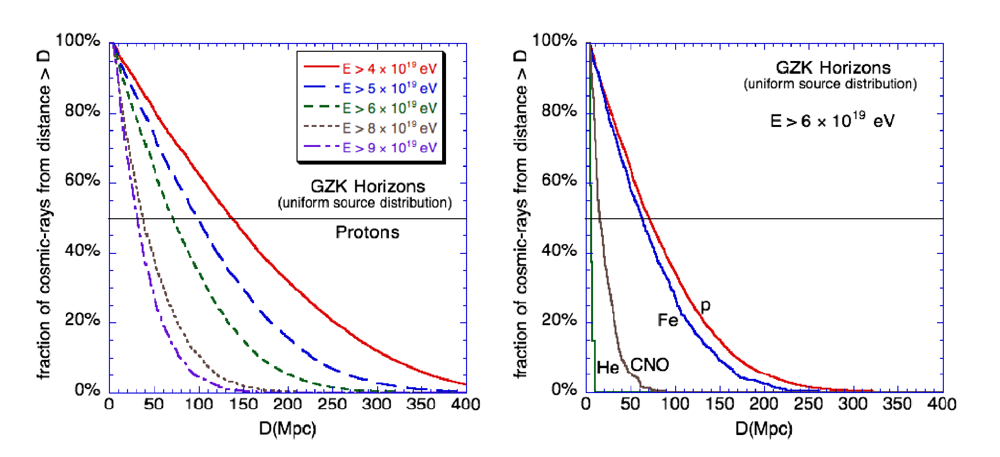 fraction of cosmic-rays from distance > D
100%
80%
60%
40%
20%
0%
E > 4 × 10¹⁹ eV
E > 5 × 10¹⁹ eV
E > 6 × 10¹⁹ eV
E > 8 × 10¹⁹ eV
E > 9 × 10¹⁹ eV
GZK Horizons
(uniform source distribution)
Protons
0 50 100 150 200 250 300 350 400
D(Mpc)
fraction of cosmic-rays from distance > D
100%
80%
60%
40%
20%
0%
GZK Horizons
(uniform source distribution)
E > 6 × 10¹⁹ eV
p
Fe
He
CNO
0 50 100 150 200 250 300 350 400
D(Mpc)